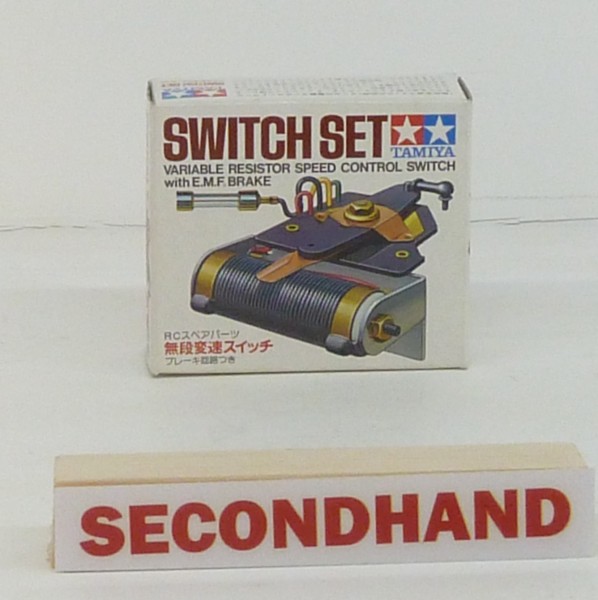 SWITCH SET
TAMIYA
VARIABLE RESISTOR SPEED CONTROL SWITCH
with E.M.F. BRAKE
RCスペアパーツ
無段変速スイッチ
ブレーキ回路つき
SECONDHAND